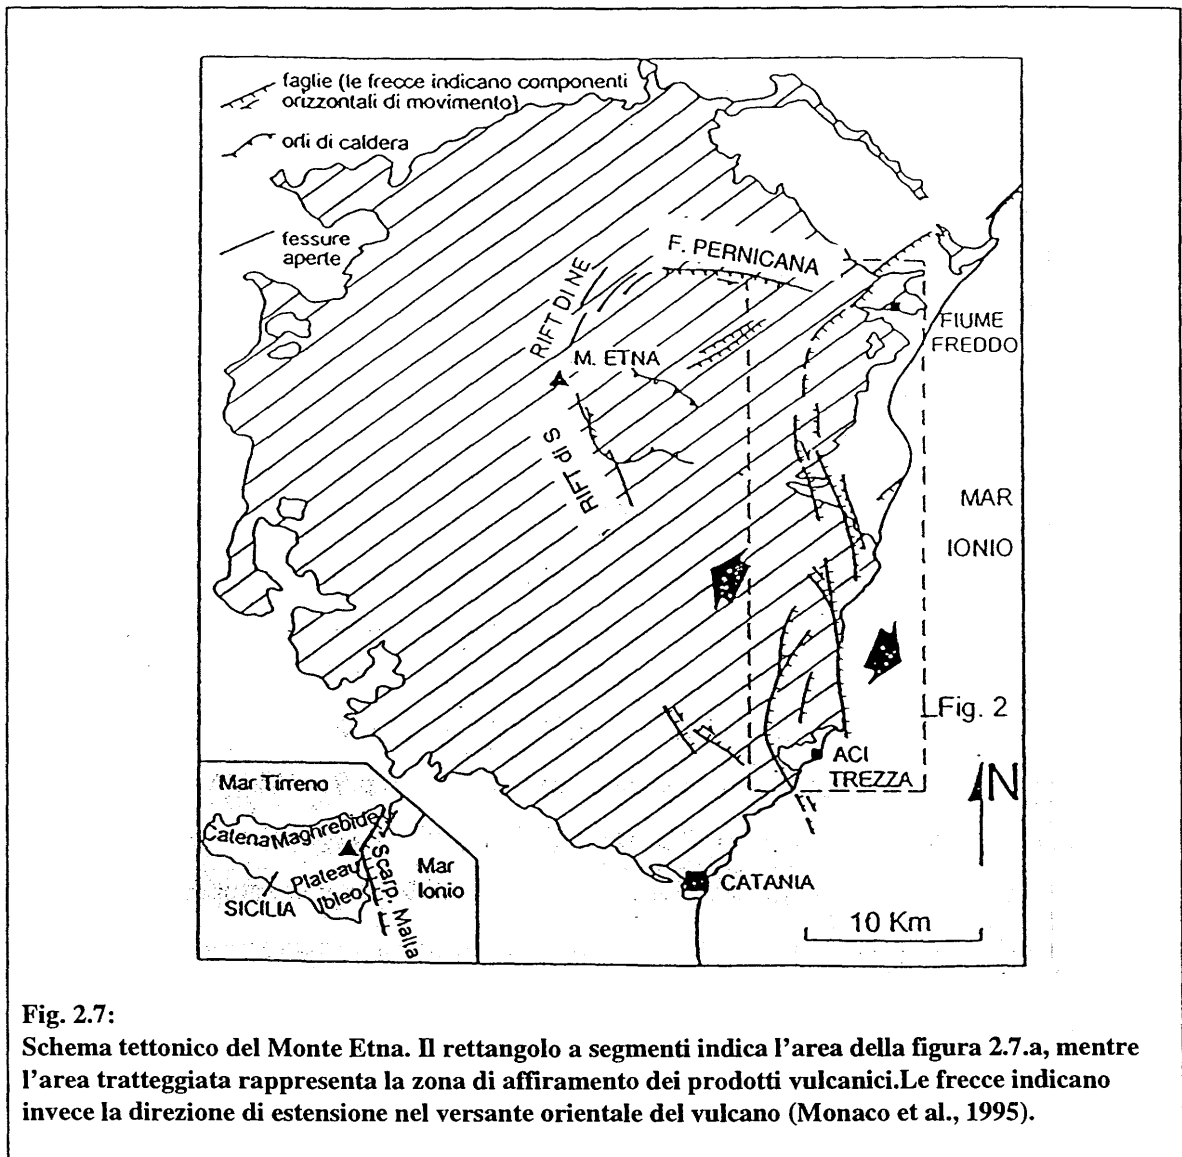 faglie (le frecce indicano componenti
orizzontali di movimento)
orli di caldera
fessure
aperte
F. PERNICANA
RIFT DI NE
M. ETNA
RIFT di S
FIUME
FREDDO
MAR
IONIO
Fig. 2
ACI
TREZZA
N
CATANIA
10 Km
Mar Tirreno
Catena Maghrebide
Plateau
Ibleo
SICILIA
Scarp. Malta
Mar
Ionio
Fig. 2.7:
Schema tettonico del Monte Etna. Il rettangolo a segmenti indica l'area della figura 2.7.a, mentre
l'area tratteggiata rappresenta la zona di affiramento dei prodotti vulcanici.Le frecce indicano
invece la direzione di estensione nel versante orientale del vulcano (Monaco et al., 1995).